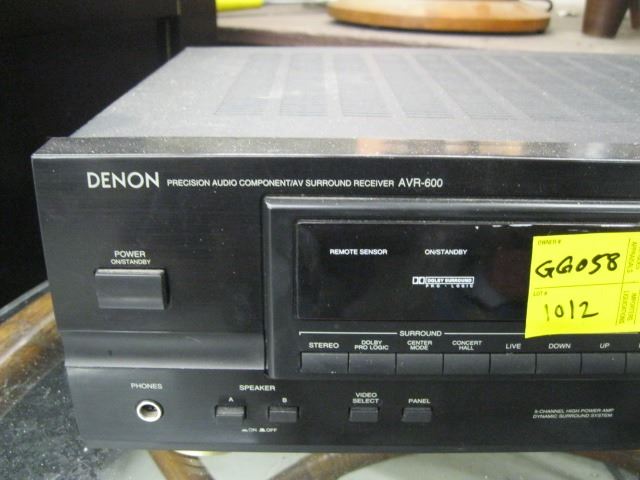 DENON PRECISION AUDIO COMPONENT/AV SURROUND RECEIVER AVR-600
POWER
ON/STANDBY
REMOTE SENSOR ON/STANDBY
DOLBY SURROUND
PRO · LOGIC
OWNER #
GG058
LOT #
1012
SURROUND
STEREO DOLBY PRO LOGIC CENTER MODE CONCERT HALL LIVE DOWN UP
PHONES
SPEAKER
A B
ON OFF
VIDEO SELECT
PANEL
5-CHANNEL HIGH POWER AMP
DYNAMIC SURROUND SYSTEM